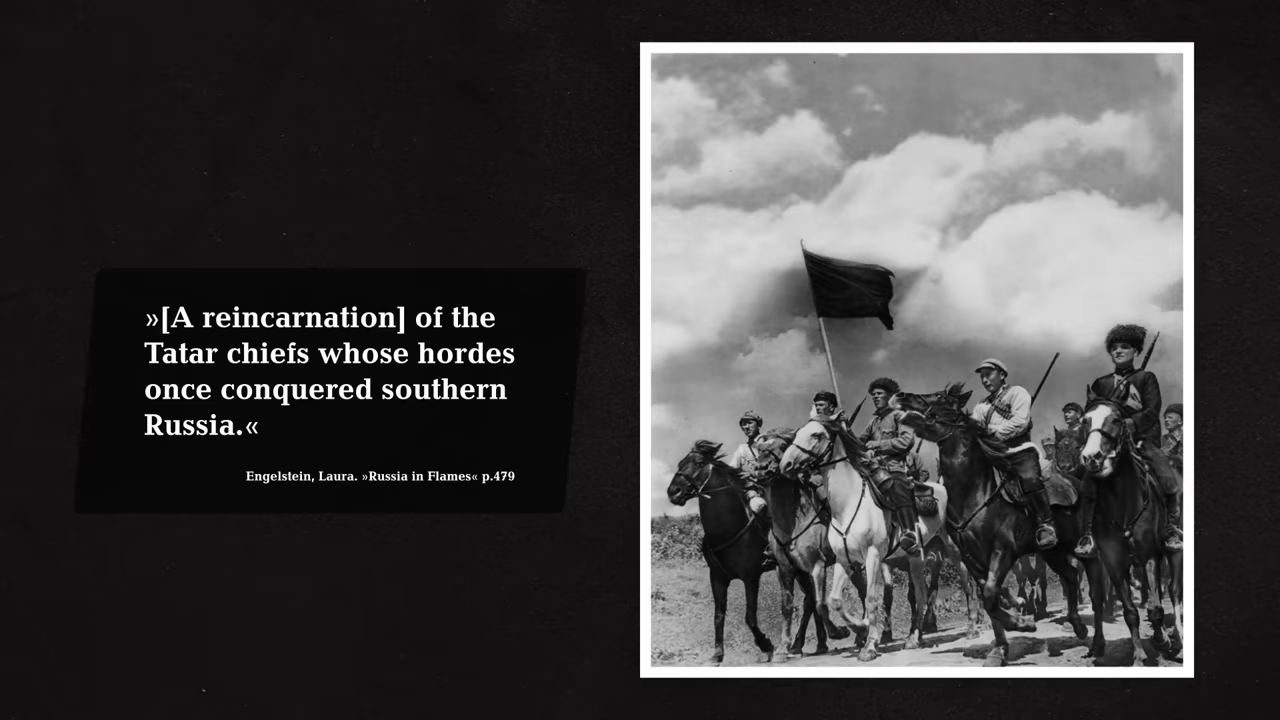 »[A reincarnation] of the
Tatar chiefs whose hordes
once conquered southern
Russia.«
Engelstein, Laura. »Russia in Flames« p.479